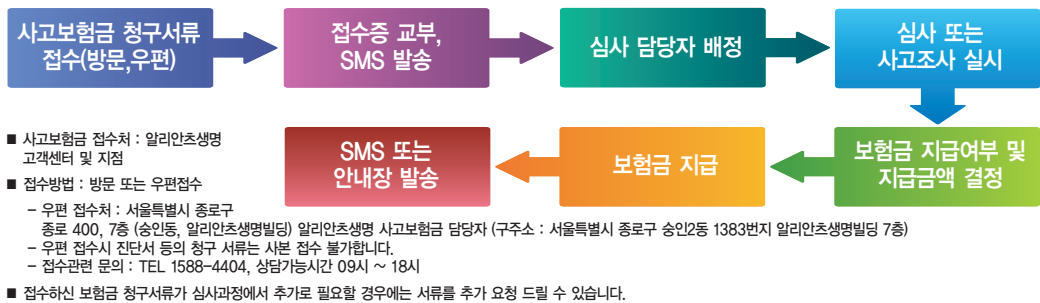 사고보험금 청구서류
접수(방문,우편)
접수증 교부,
SMS 발송
심사 담당자 배정
심사 또는
사고조사 실시
보험금 지급여부 및
지급금액 결정
보험금 지급
SMS 또는
안내장 발송
■ 사고보험금 접수처 : 알리안츠생명
고객센터 및 지점
■ 접수방법 : 방문 또는 우편접수
- 우편 접수처 : 서울특별시 종로구
종로 400, 7층 (숭인동, 알리안츠생명빌딩) 알리안츠생명 사고보험금 담당자 (구주소 : 서울특별시 종로구 숭인2동 1383번지 알리안츠생명빌딩 7층)
- 우편 접수시 진단서 등의 청구 서류는 사본 접수 불가합니다.
- 접수관련 문의 : TEL 1588-4404, 상담가능시간 09시 ~ 18시
■ 접수하신 보험금 청구서류가 심사과정에서 추가로 필요할 경우에는 서류를 추가 요청 드릴 수 있습니다.